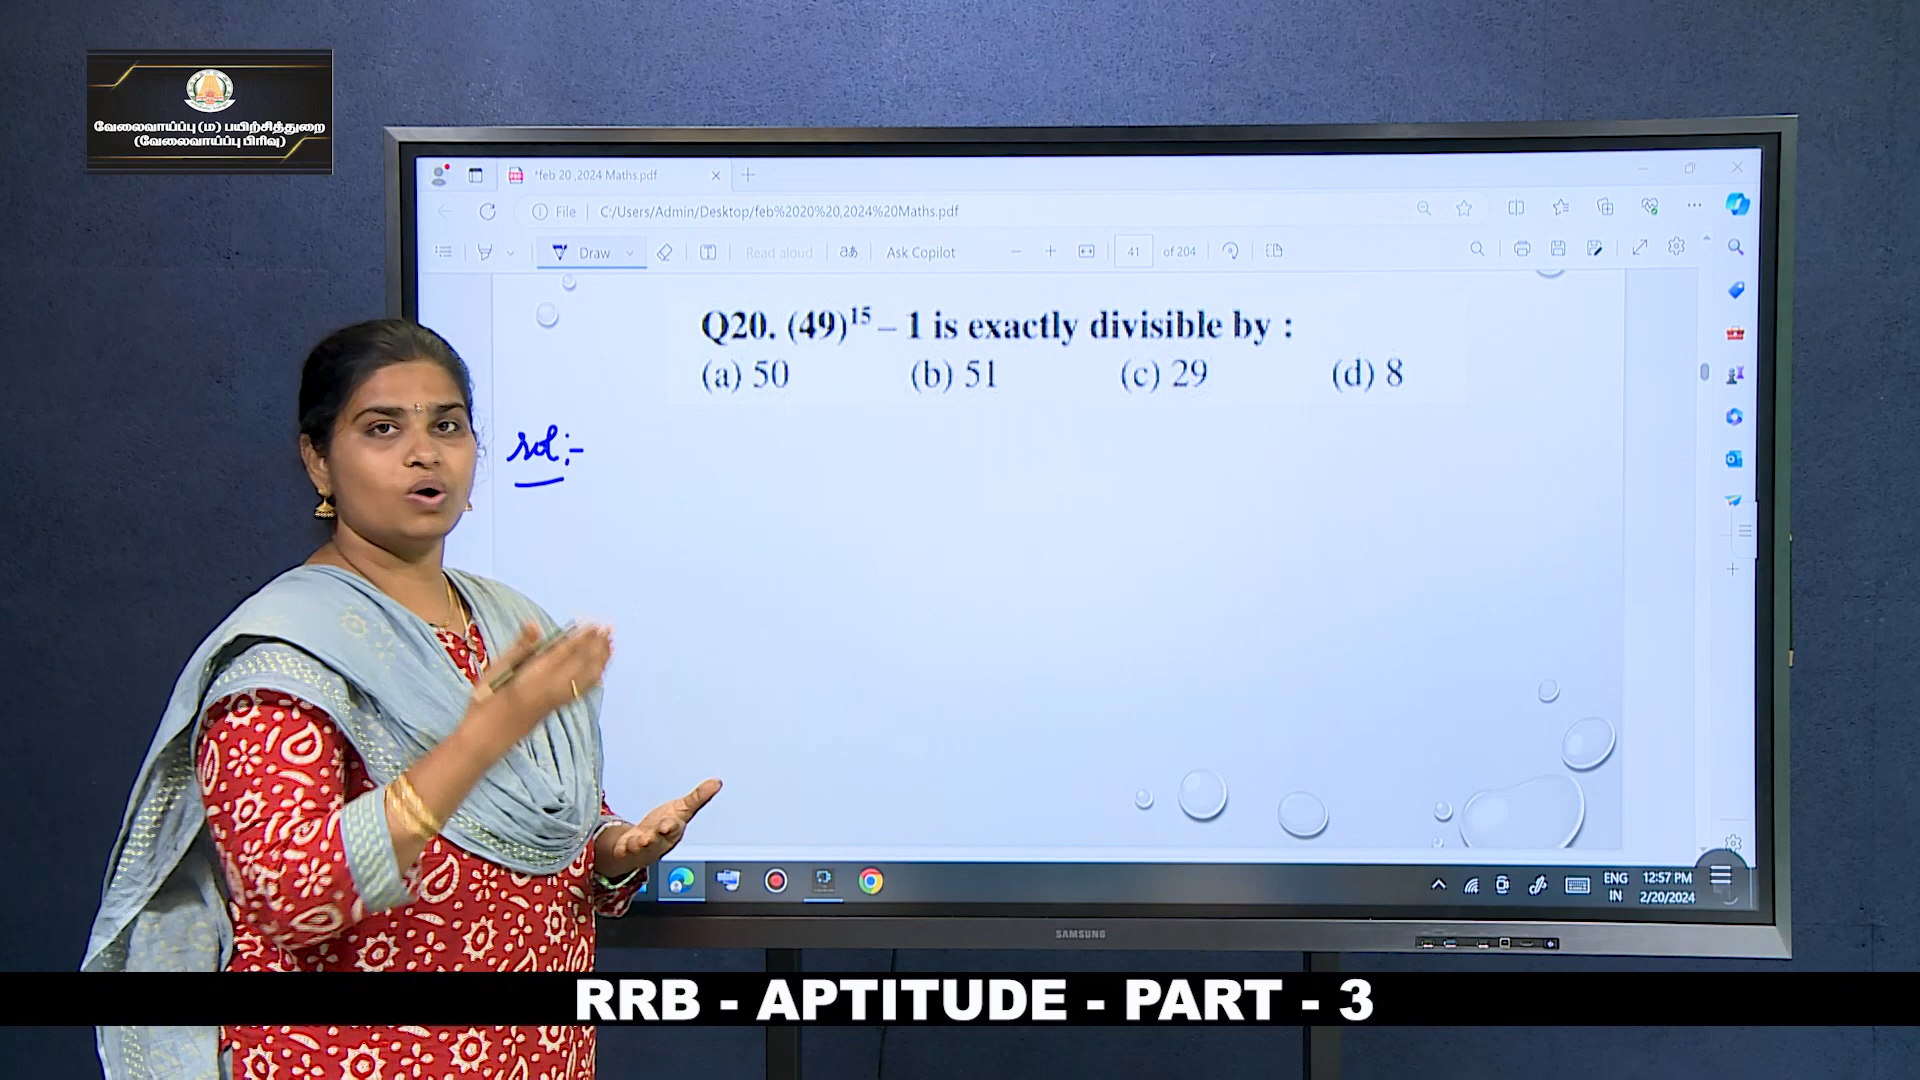 வேலைவாய்ப்பு (ம) பயிற்சித்துறை
(வேலைவாய்ப்பு பிரிவு)
*feb 20 ,2024 Maths.pdf
File | C:/Users/Admin/Desktop/feb%2020%20,2024%20Maths.pdf
Draw Read aloud aあ Ask Copilot 41 of 204
Q20. (49)¹⁵ – 1 is exactly divisible by :
(a) 50 (b) 51 (c) 29 (d) 8
sol:-
ENG 12:57 PM
IN 2/20/2024
SAMSUNG
RRB - APTITUDE - PART - 3